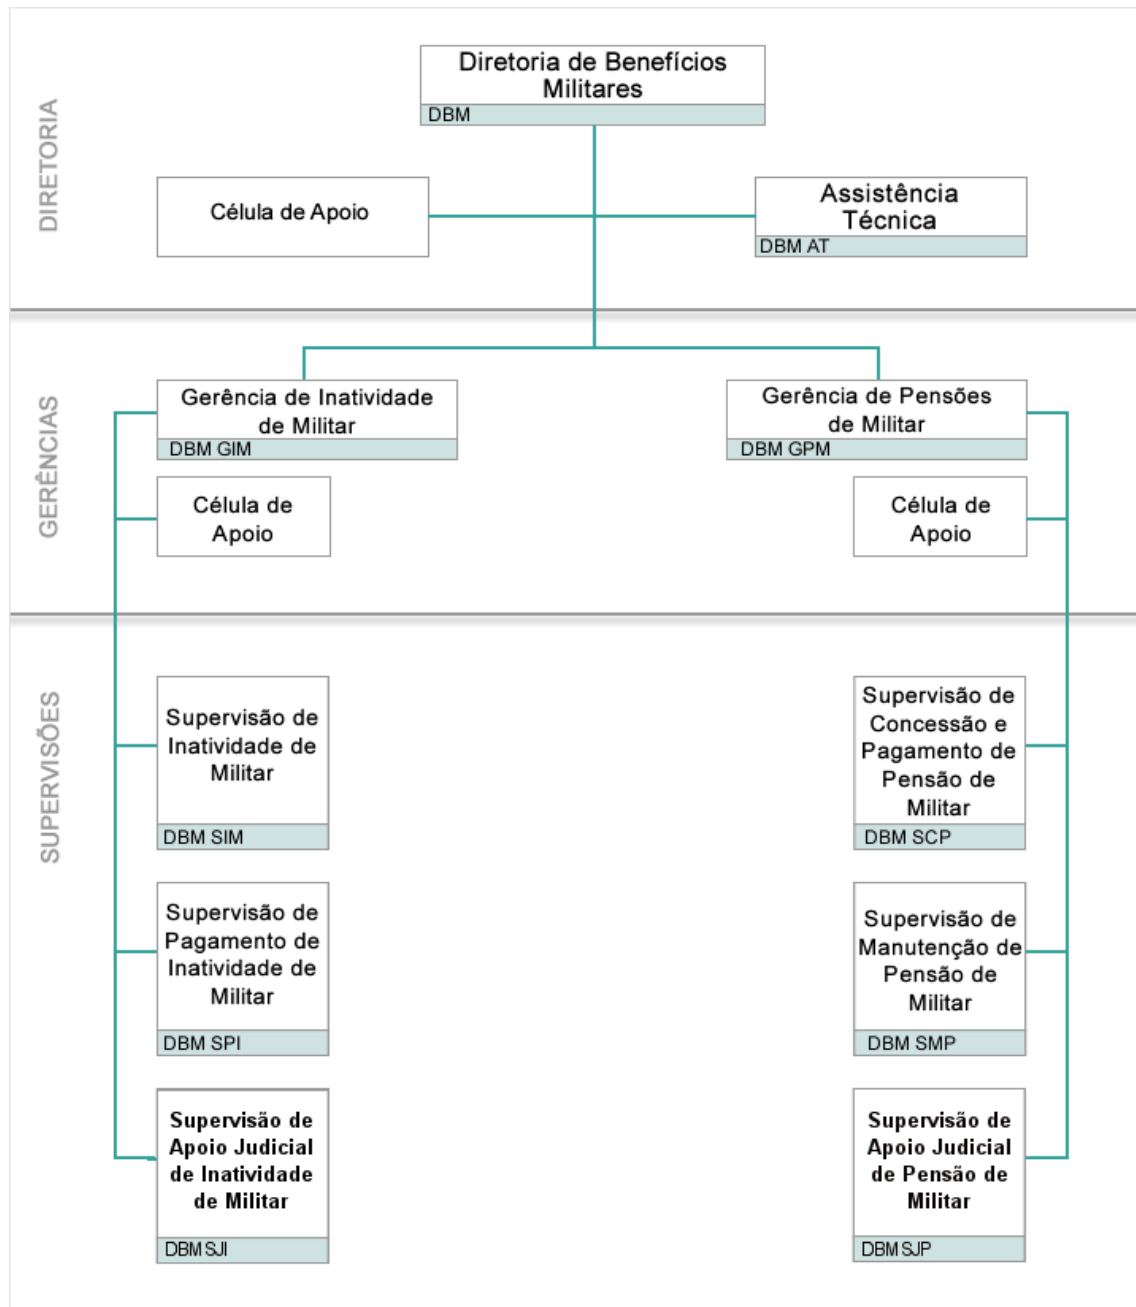 DIRETORIA
Diretoria de Benefícios
Militares
DBM
Célula de Apoio
Assistência
Técnica
DBM AT
GERÊNCIAS
Gerência de Inatividade
de Militar
DBM GIM
Gerência de Pensões
de Militar
DBM GPM
Célula de
Apoio
Célula de
Apoio
SUPERVISÕES
Supervisão de
Inatividade de
Militar
DBM SIM
Supervisão de
Concessão e
Pagamento de
Pensão de
Militar
DBM SCP
Supervisão de
Pagamento de
Inatividade de
Militar
DBM SPI
Supervisão de
Manutenção de
Pensão de
Militar
DBM SMP
Supervisão de
Apoio Judicial
de Inatividade
de Militar
DBM SJI
Supervisão de
Apoio Judicial
de Pensão de
Militar
DBM SJP